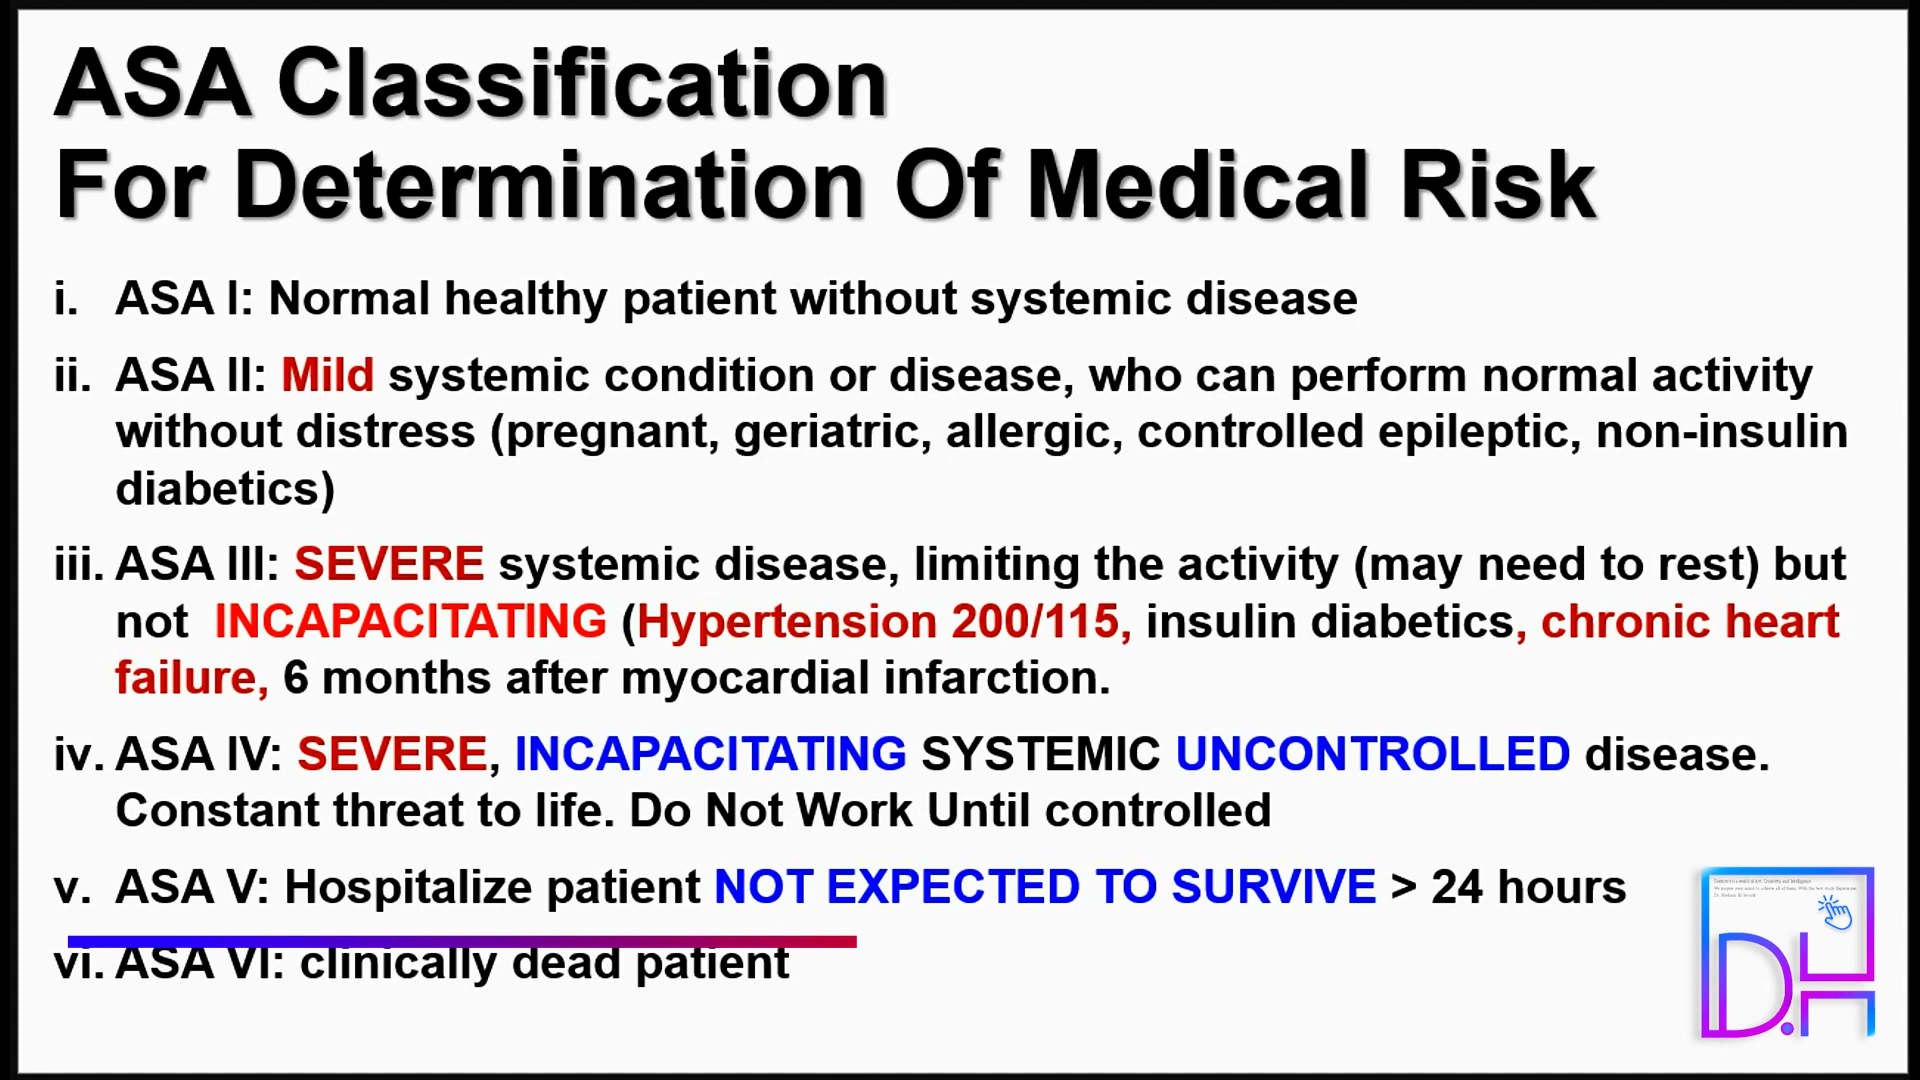 ASA Classification
For Determination Of Medical Risk
i. ASA I: Normal healthy patient without systemic disease
ii. ASA II: Mild systemic condition or disease, who can perform normal activity
without distress (pregnant, geriatric, allergic, controlled epileptic, non-insulin
diabetics)
iii. ASA III: SEVERE systemic disease, limiting the activity (may need to rest) but
not INCAPACITATING (Hypertension 200/115, insulin diabetics, chronic heart
failure, 6 months after myocardial infarction.
iv. ASA IV: SEVERE, INCAPACITATING SYSTEMIC UNCONTROLLED disease.
Constant threat to life. Do Not Work Until controlled
v. ASA V: Hospitalize patient NOT EXPECTED TO SURVIVE > 24 hours
vi. ASA VI: clinically dead patient
D.H